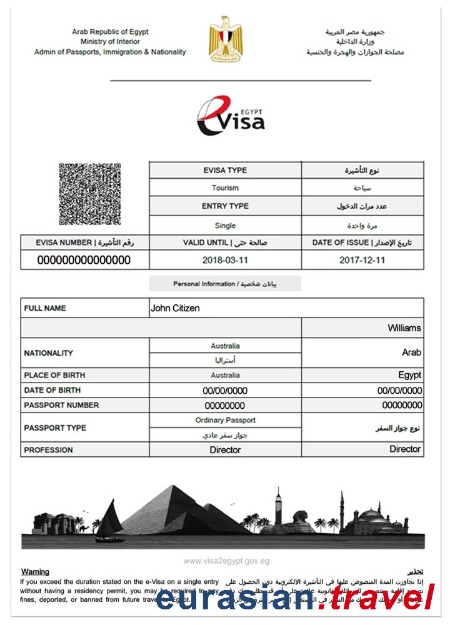 Arab Republic of Egypt
Ministry of Interior
Admin of Passports, Immigration & Nationality
جمهورية مصر العربية
وزارة الداخلية
مصلحة الجوازات والهجرة والجنسية
EGYPT
eVisa
EVISA TYPE نوع التأشيرة
Tourism سياحة
ENTRY TYPE عدد مرات الدخول
Single مرة واحدة
EVISA NUMBER | رقم التأشيرة VALID UNTIL | صالحة حتى DATE OF ISSUE | تاريخ الإصدار
000000000000000 2018-03-11 2017-12-11
Personal Information / بيانات شخصية
FULL NAME John Citizen
Williams
NATIONALITY Australia Arab
أستراليا
PLACE OF BIRTH Australia Egypt
DATE OF BIRTH 00/00/0000 00/00/0000
PASSPORT NUMBER 00000000 00000000
PASSPORT TYPE Ordinary Passport نوع جواز السفر
جواز سفر عادي
PROFESSION Director Director
www.visa2egypt.gov.eg
Warning تحذير
If you exceed the duration stated on the e-Visa on a single entry
without having a residency permit, you may be required to pay
fines, deported, or banned from future travel to Egypt.
إذا تجاوزت المدة المنصوص عليها في التأشيرة الإلكترونية دون الحصول على
eurasian.travel